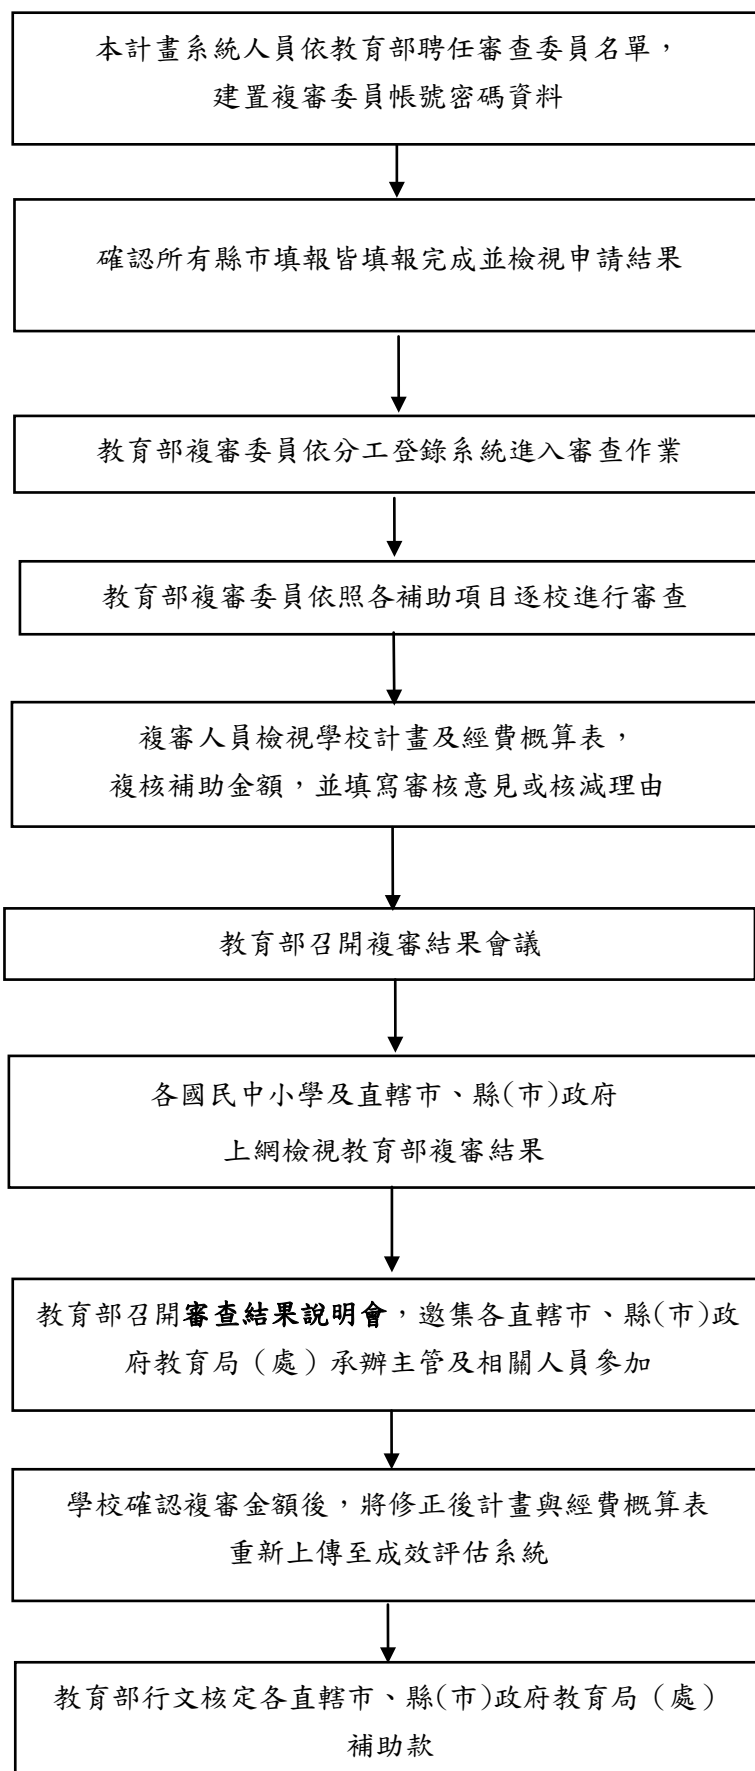 本計畫系統人員依教育部聘任審查委員名單，
建置複審委員帳號密碼資料
確認所有縣市填報皆填報完成並檢視申請結果
教育部複審委員依分工登錄系統進入審查作業
教育部複審委員依照各補助項目逐校進行審查
複審人員檢視學校計畫及經費概算表，
複核補助金額，並填寫審核意見或核減理由
教育部召開複審結果會議
各國民中小學及直轄市、縣(市)政府
上網檢視教育部複審結果
教育部召開審查結果說明會，邀集各直轄市、縣(市)政
府教育局（處）承辦主管及相關人員參加
學校確認複審金額後，將修正後計畫與經費概算表
重新上傳至成效評估系統
教育部行文核定各直轄市、縣(市)政府教育局（處）
補助款